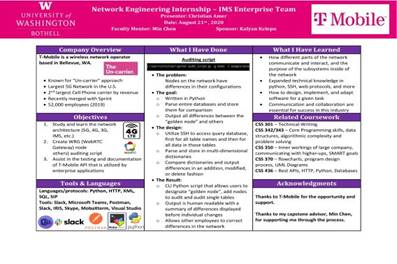 UNIVERSITY of
WASHINGTON
BOTHELL
Network Engineering Internship – IMS Enterprise Team
Presenter: Christian Amer
Date: August 21st, 2020
Faculty Mentor: Min Chen Sponsor: Kalyan
T Mobile
Company Overview
T-Mobile is a wireless network operator
based in Bellevue, WA.
The
Un-carrier.
• Known for "Un-carrier" approach
• Largest 5G Network in the U.S.
• 2nd largest Cell Phone carrier by revenue
• Recently merged with Sprint
• 52,000 employees (2019)
Objectives
1. Study and learn the network
architecture (5G, 4G, 3G,
IMS, etc.)
2. Create WRG (WebRTC
Gateway) node
(others) auditing script
3. Assist in the testing and documentation
of T-Mobile API that is utilized by
enterprise applications
4G
LTE
Tools & Languages
Languages/protocols: Python, HTTP, XML,
SQL, SIP
Tools: Slack, Microsoft Teams, Postman,
Slack, IRIS, Skype, MobaXterm, Visual Studio
slack
POSTMAN
python
What I Have Done
Auditing script
• The problem:
Nodes on the network have
differences in their configurations
• The goal:
Written in Python
Parse entire databases and store
them for comparison
Output all differences between the
"golden node" and others
• The design:
Utilize SSH to access query database,
first for all table names and then for
all data in those tables
Parse and store in multi-dimensional
dictionaries
Compare dictionaries and output
differences in an addition, modified,
or delete fashion
• The Result:
CLI Python script that allows users to
designate "golden node", add nodes
to audit and audit single tables
Output is human readable with a
summary of differences displayed
before individual changes
Allows other employees to correct
differences in the network
What I Have Learned
• How different parts of the network
communicate and interact, and the
purpose of the subsystems inside of
the network
• Expanded technical knowledge in
python, SSH, web protocols, and more
• How to design, implement, and adapt
software for a given task.
• Communication and collaboration are
essential for success in this industry
Related Coursework
CSS 301 – Technical Writing
CSS 342/343 – Core Programming skills, data
structures, algorithms complexity and
problem solving
CSS 350 – Inner workings of large company,
communicating with higher-ups, SMART goals
CSS 370 – flowcharts, program design
process, UML Diagrams
CSS 436 – Rest APIs, HTTP, Python, Databases
Acknowledgments
Thanks to T-Mobile for the opportunity and
support.
Thanks to my capstone advisor, Min Chen,
for supporting me through the process.